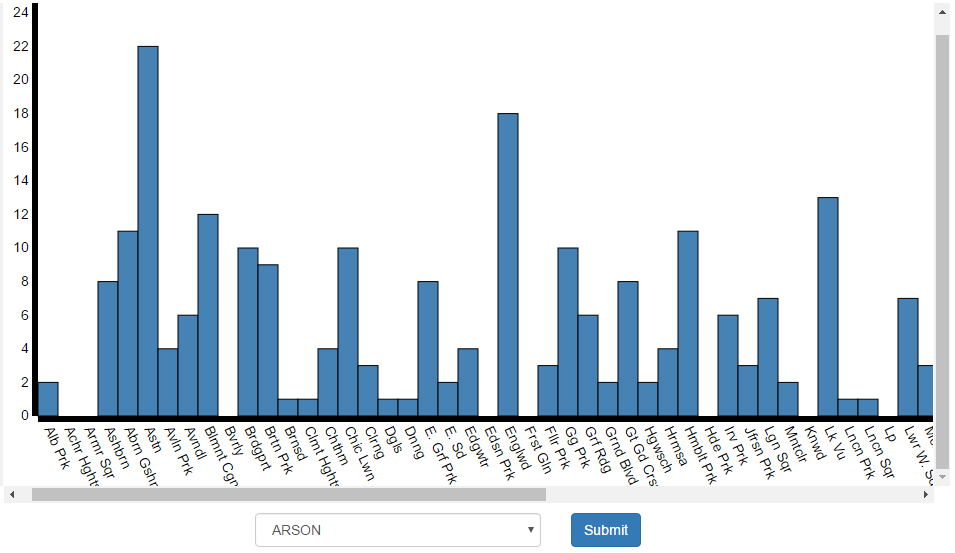 24
22
20
18
16
14
12
10
8
6
4
2
0
Alb Prk
Achr Hghts
Armr Sqr
Ashbrn
Abrn Gshr
Astn
Avln Prk
Avndl
Blmnt Cgn
Bvrly
Brdgprt
Brtn Prk
Brnsd
Clmt Hghts
Chthm
Chic Lwn
Clrng
Dgls
Dnng
E. Grf Prk
E. Sd
Edgwtr
Edsn Prk
Englwd
Frst Gln
Fllr Prk
Gg Prk
Grf Rdg
Grnd Blvd
Gt Gd Crs
Hgwsch
Hrmsa
Hmblt Prk
Hde Prk
Irv Prk
Jffrsn Prk
Lgn Sqr
Mntclr
Knwd
Lk Vu
Lncn Prk
Lncn Sqr
Lp
Lwr W. Sd
ARSON
Submit